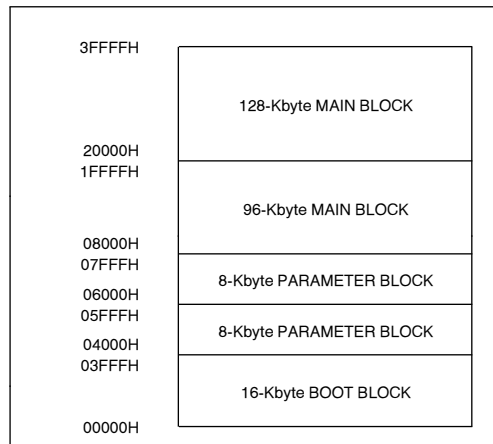 3FFFFH
128-Kbyte MAIN BLOCK
20000H
1FFFFH
96-Kbyte MAIN BLOCK
08000H
07FFFH
8-Kbyte PARAMETER BLOCK
06000H
05FFFH
8-Kbyte PARAMETER BLOCK
04000H
03FFFH
16-Kbyte BOOT BLOCK
00000H